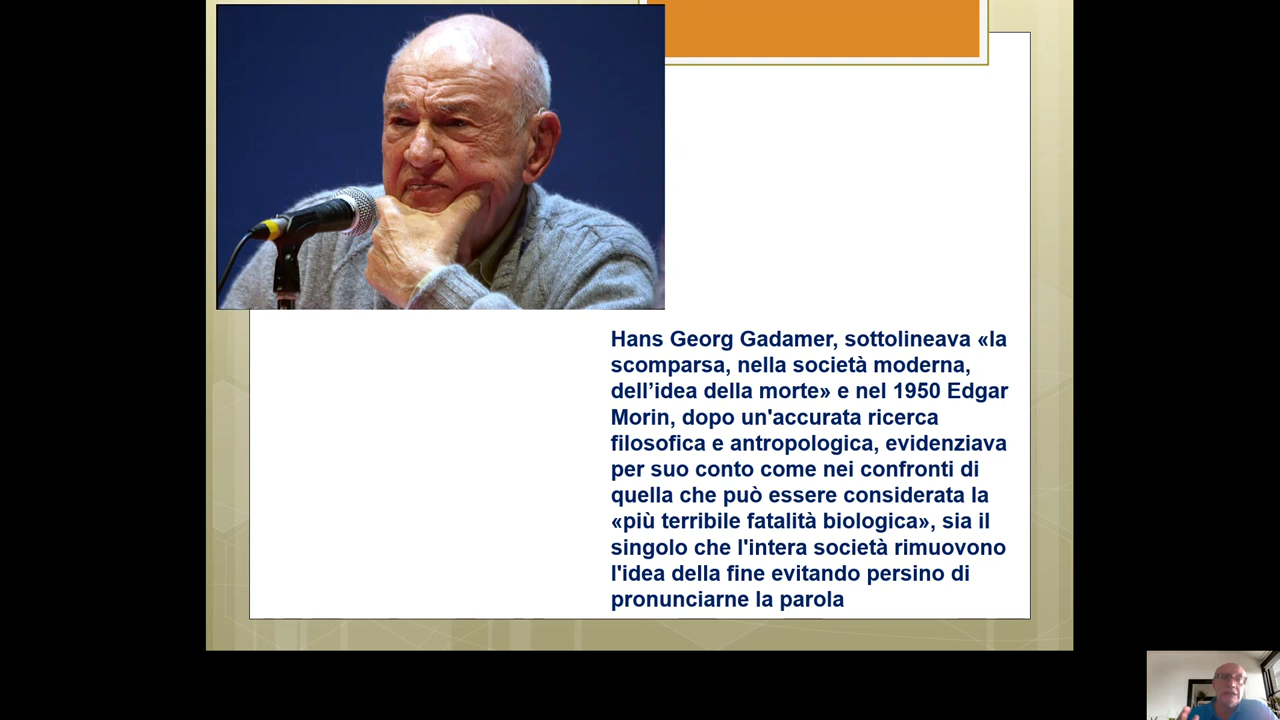 Hans Georg Gadamer, sottolineava «la
scomparsa, nella società moderna,
dell’idea della morte» e nel 1950 Edgar
Morin, dopo un'accurata ricerca
filosofica e antropologica, evidenziava
per suo conto come nei confronti di
quella che può essere considerata la
«più terribile fatalità biologica», sia il
singolo che l'intera società rimuovono
l'idea della fine evitando persino di
pronunciarne la parola